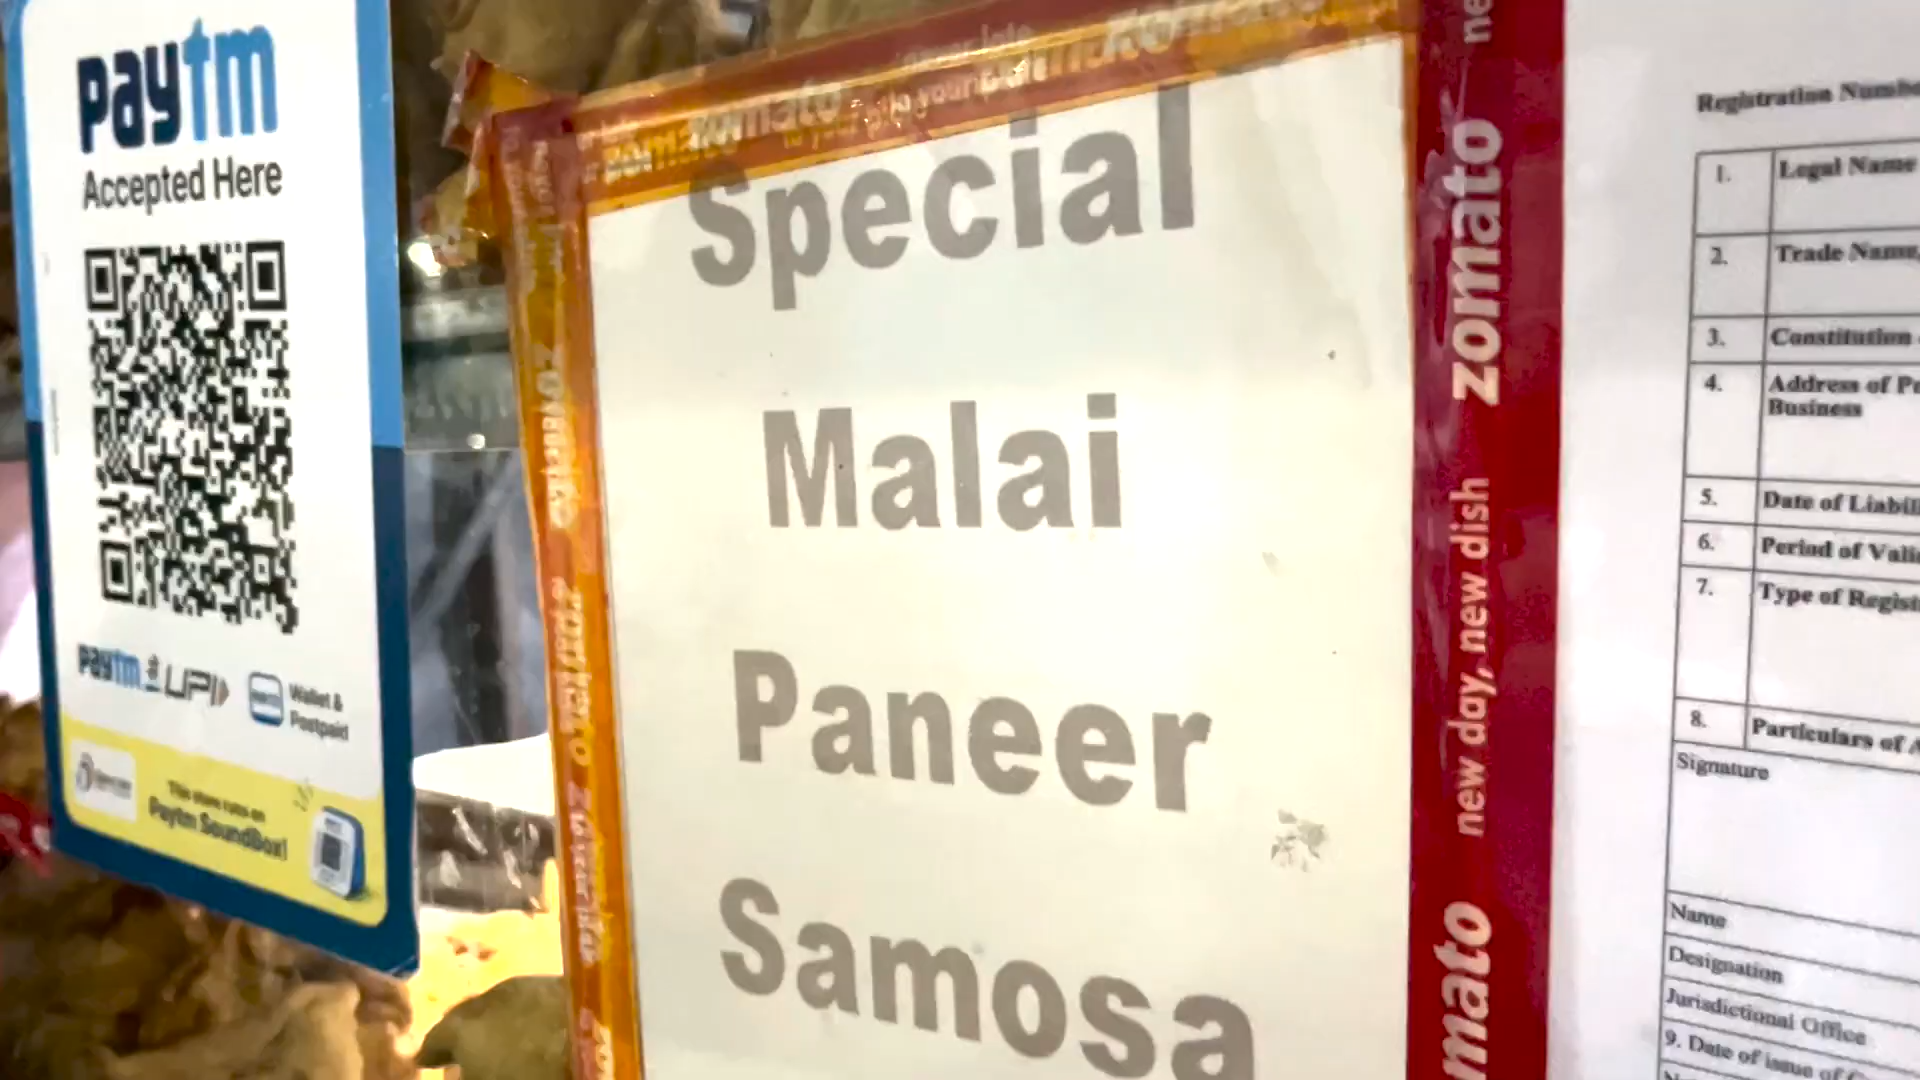 paytm
Accepted Here
paytm UPI
Wallet &
Postpaid
This store runs on
Paytm SoundBox!
zomato
Special
Malai
Paneer
Samosa
zomato
new day, new dish
mato
Registration Numbe
1. Legal Name
2. Trade Name,
3. Constitution
4. Address of P
Business
5. Date of Liabil
6. Period of Vali
7. Type of Regist
8. Particulars of A
Signature
Name
Designation
Jurisdictional Office
9. Date of issue of